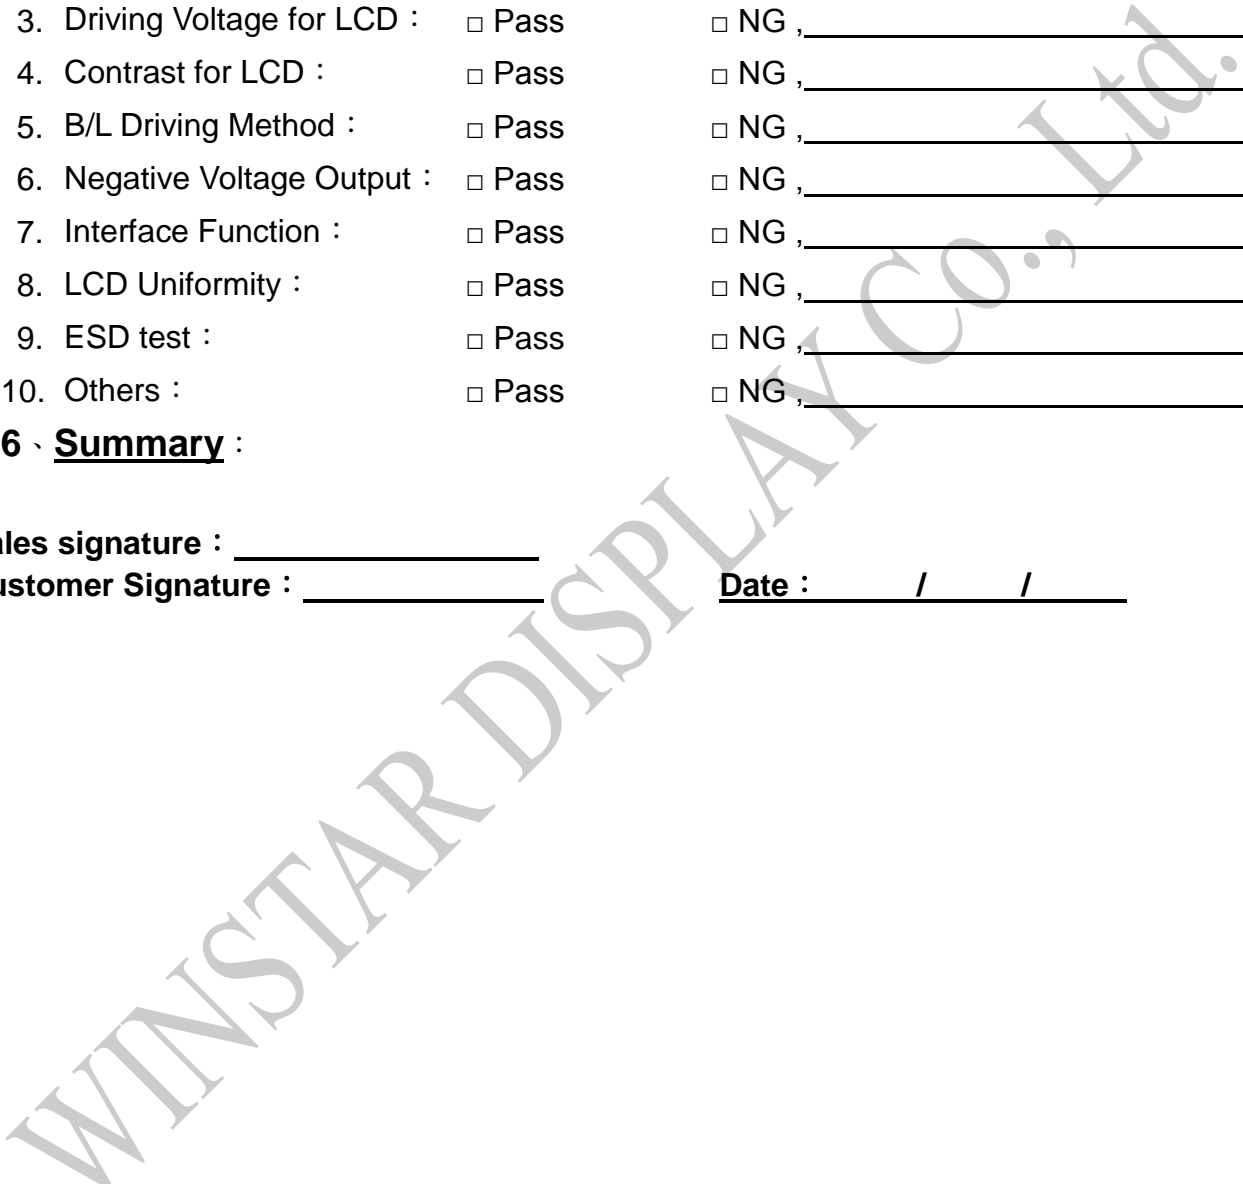 3. Driving Voltage for LCD： □ Pass □ NG ,
4. Contrast for LCD： □ Pass □ NG ,
5. B/L Driving Method： □ Pass □ NG ,
6. Negative Voltage Output： □ Pass □ NG ,
7. Interface Function： □ Pass □ NG ,
8. LCD Uniformity： □ Pass □ NG ,
9. ESD test： □ Pass □ NG ,
10. Others： □ Pass □ NG ,
6、Summary：
ales signature：
ustomer Signature： Date： / /
WINSTAR DISPLAY Co., Ltd.